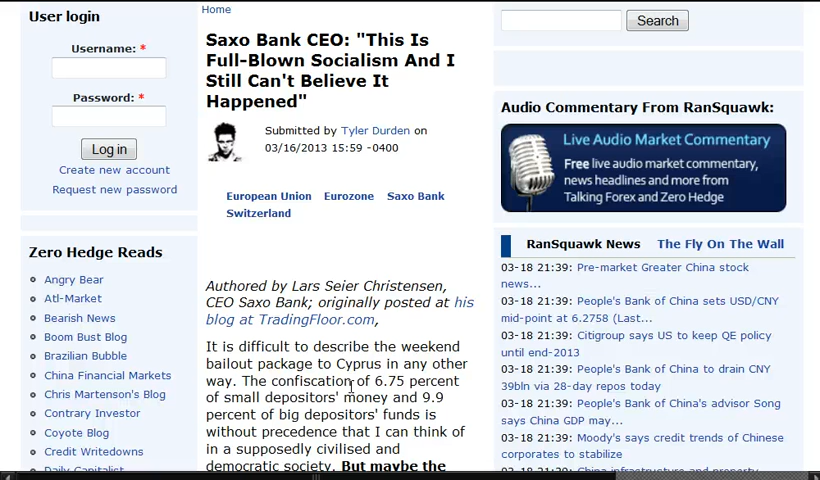 User login
Username: *
Password: *
Log in
Create new account
Request new password
Zero Hedge Reads
Angry Bear
Atl-Market
Bearish News
Boom Bust Blog
Brazilian Bubble
China Financial Markets
Chris Martenson's Blog
Contrary Investor
Coyote Blog
Credit Writedowns
Daily Capitalist
Home
Saxo Bank CEO: "This Is
Full-Blown Socialism And I
Still Can't Believe It
Happened"
Submitted by Tyler Durden on
03/16/2013 15:59 -0400
European Union Eurozone Saxo Bank
Switzerland
Authored by Lars Seier Christensen,
CEO Saxo Bank; originally posted at his
blog at TradingFloor.com,
It is difficult to describe the weekend
bailout package to Cyprus in any other
way. The confiscation of 6.75 percent
of small depositors' money and 9.9
percent of big depositors' funds is
without precedence that I can think of
in a supposedly civilised and
democratic society. But maybe the
Search
Audio Commentary From RanSquawk:
Live Audio Market Commentary
Free live audio market commentary,
news headlines and more from
Talking Forex and Zero Hedge
RanSquawk News The Fly On The Wall
03-18 21:39: Pre-market Greater China stock
news...
03-18 21:39: People's Bank of China sets USD/CNY
mid-point at 6.2758 (Last...
03-18 21:39: Citigroup says US to keep QE policy
until end-2013
03-18 21:39: People's Bank of China to drain CNY
39bln via 28-day repos today
03-18 21:39: People's Bank of China's advisor Song
says China GDP may...
03-18 21:39: Moody's says credit trends of Chinese
corporates to stabilize
03-18 21:39: China infrastructure and property